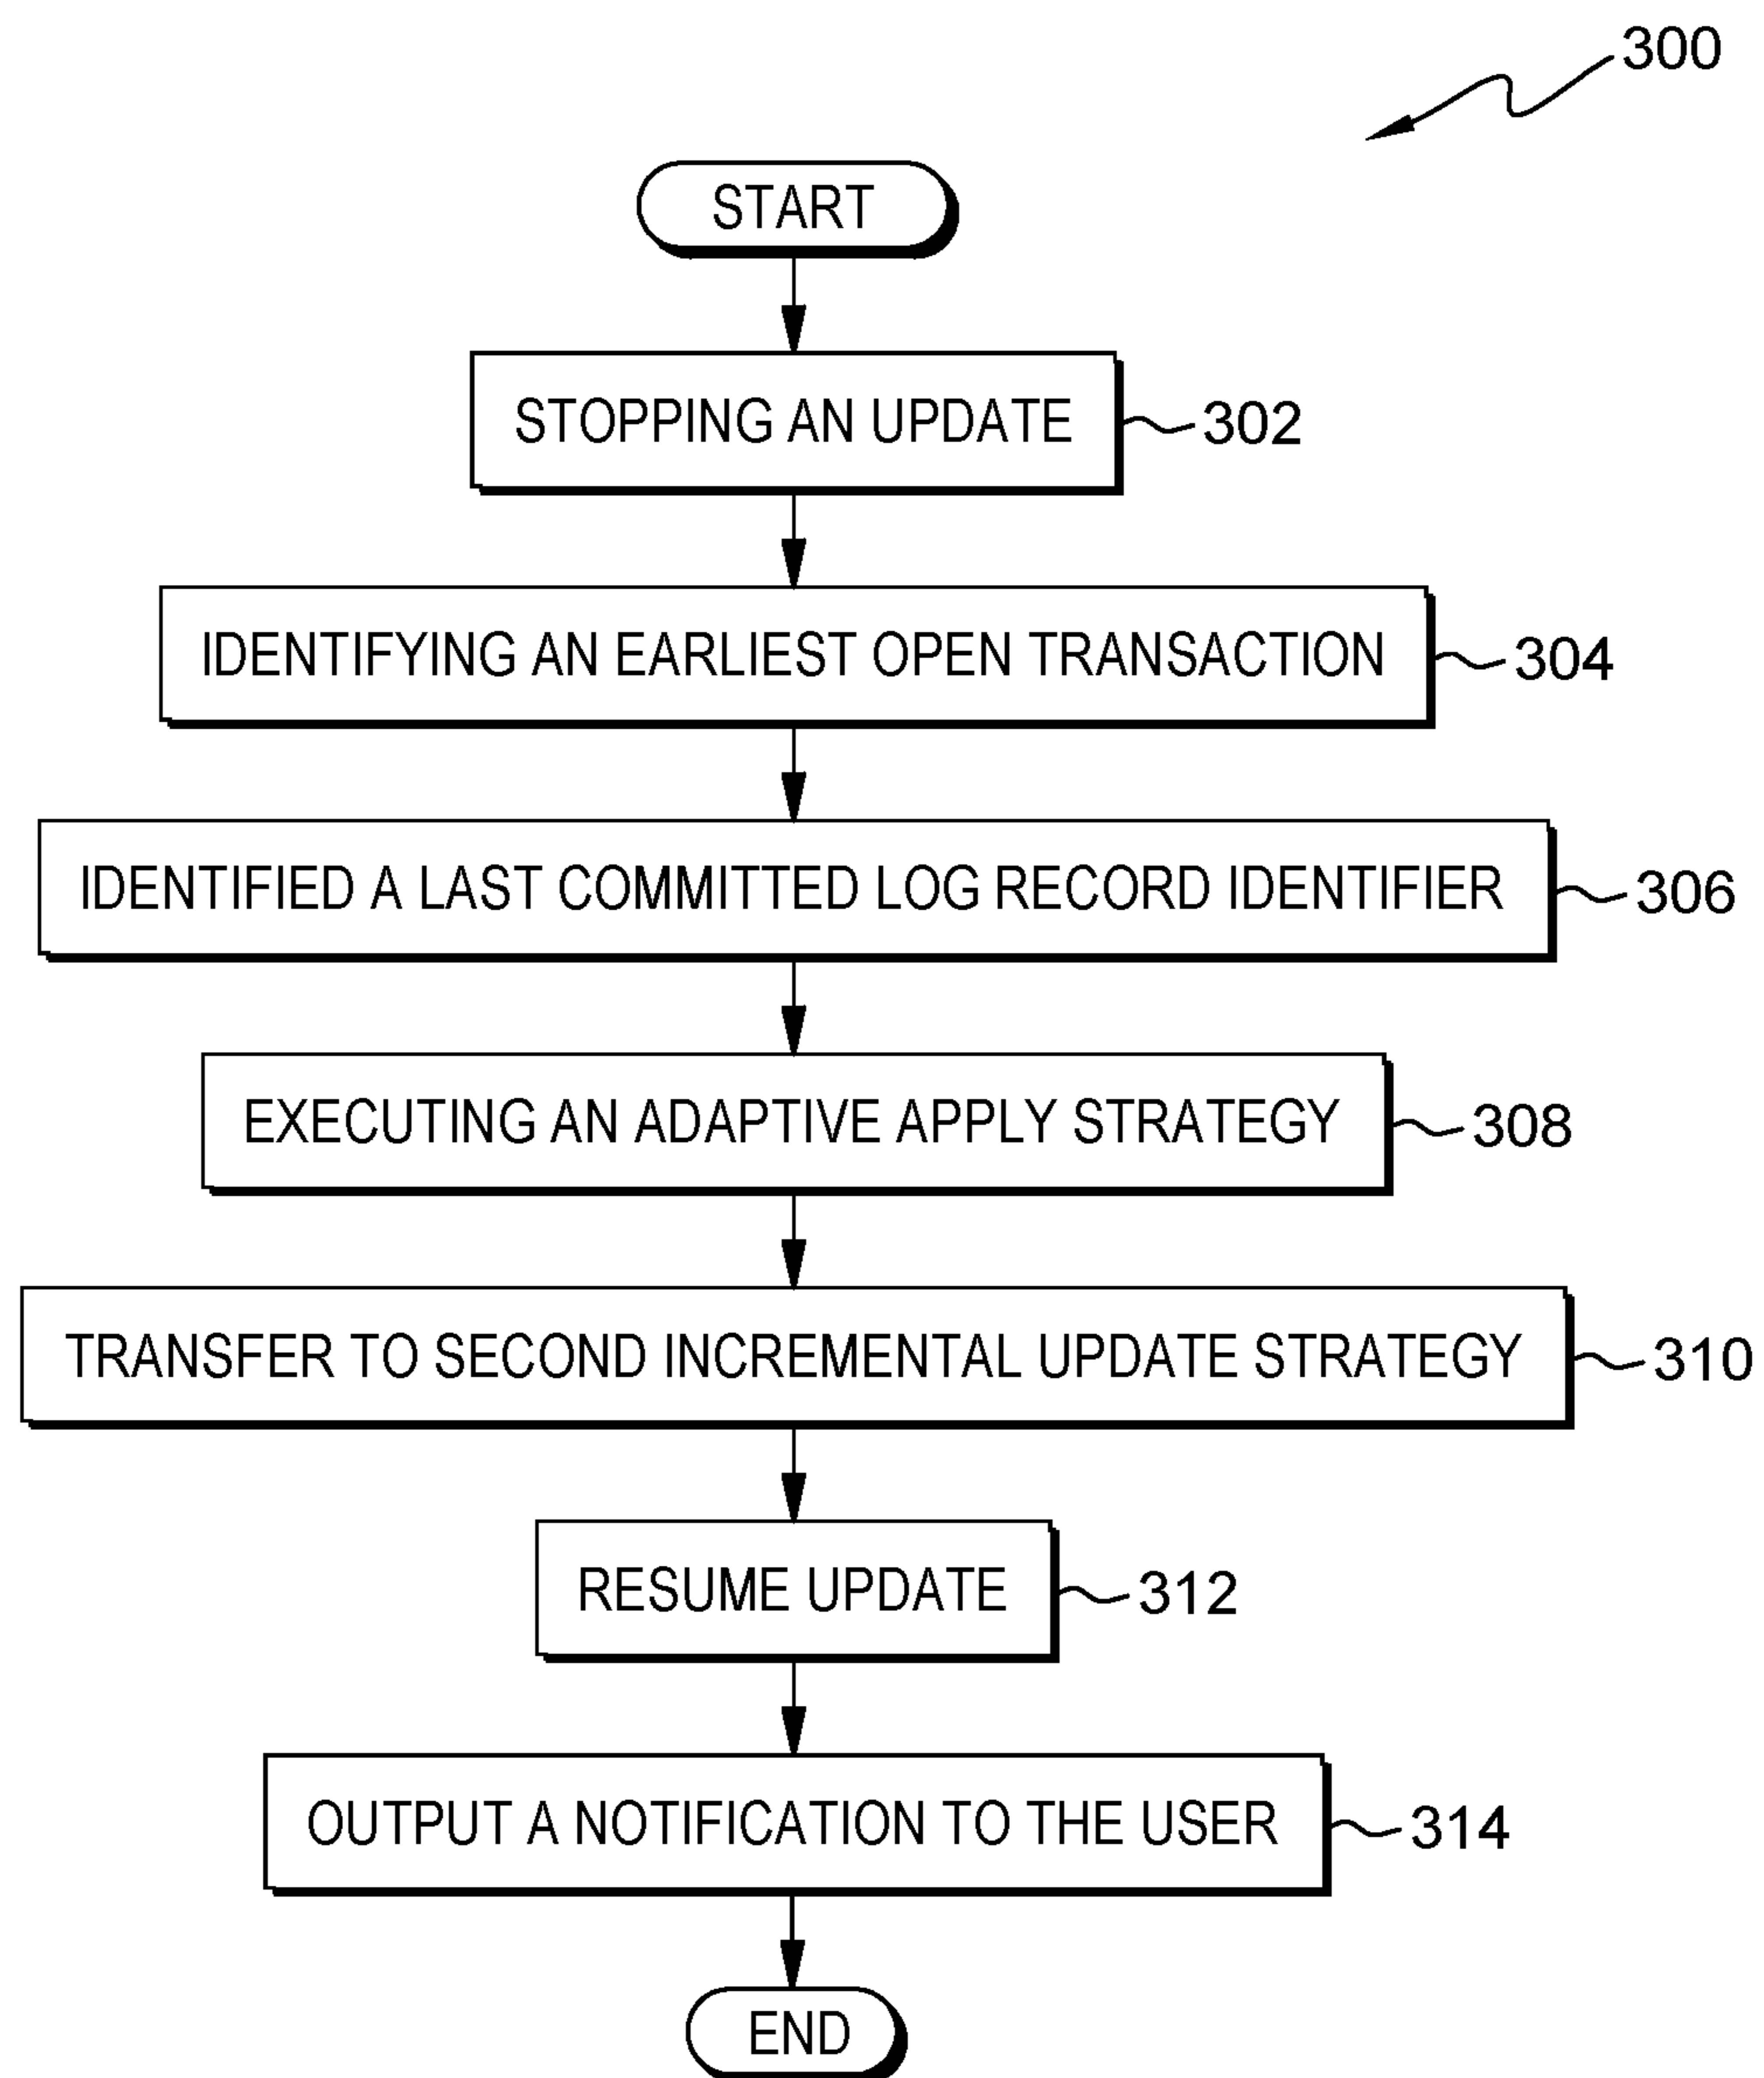 300
START
STOPPING AN UPDATE 302
IDENTIFYING AN EARLIEST OPEN TRANSACTION 304
IDENTIFIED A LAST COMMITTED LOG RECORD IDENTIFIER 306
EXECUTING AN ADAPTIVE APPLY STRATEGY 308
TRANSFER TO SECOND INCREMENTAL UPDATE STRATEGY 310
RESUME UPDATE 312
OUTPUT A NOTIFICATION TO THE USER 314
END